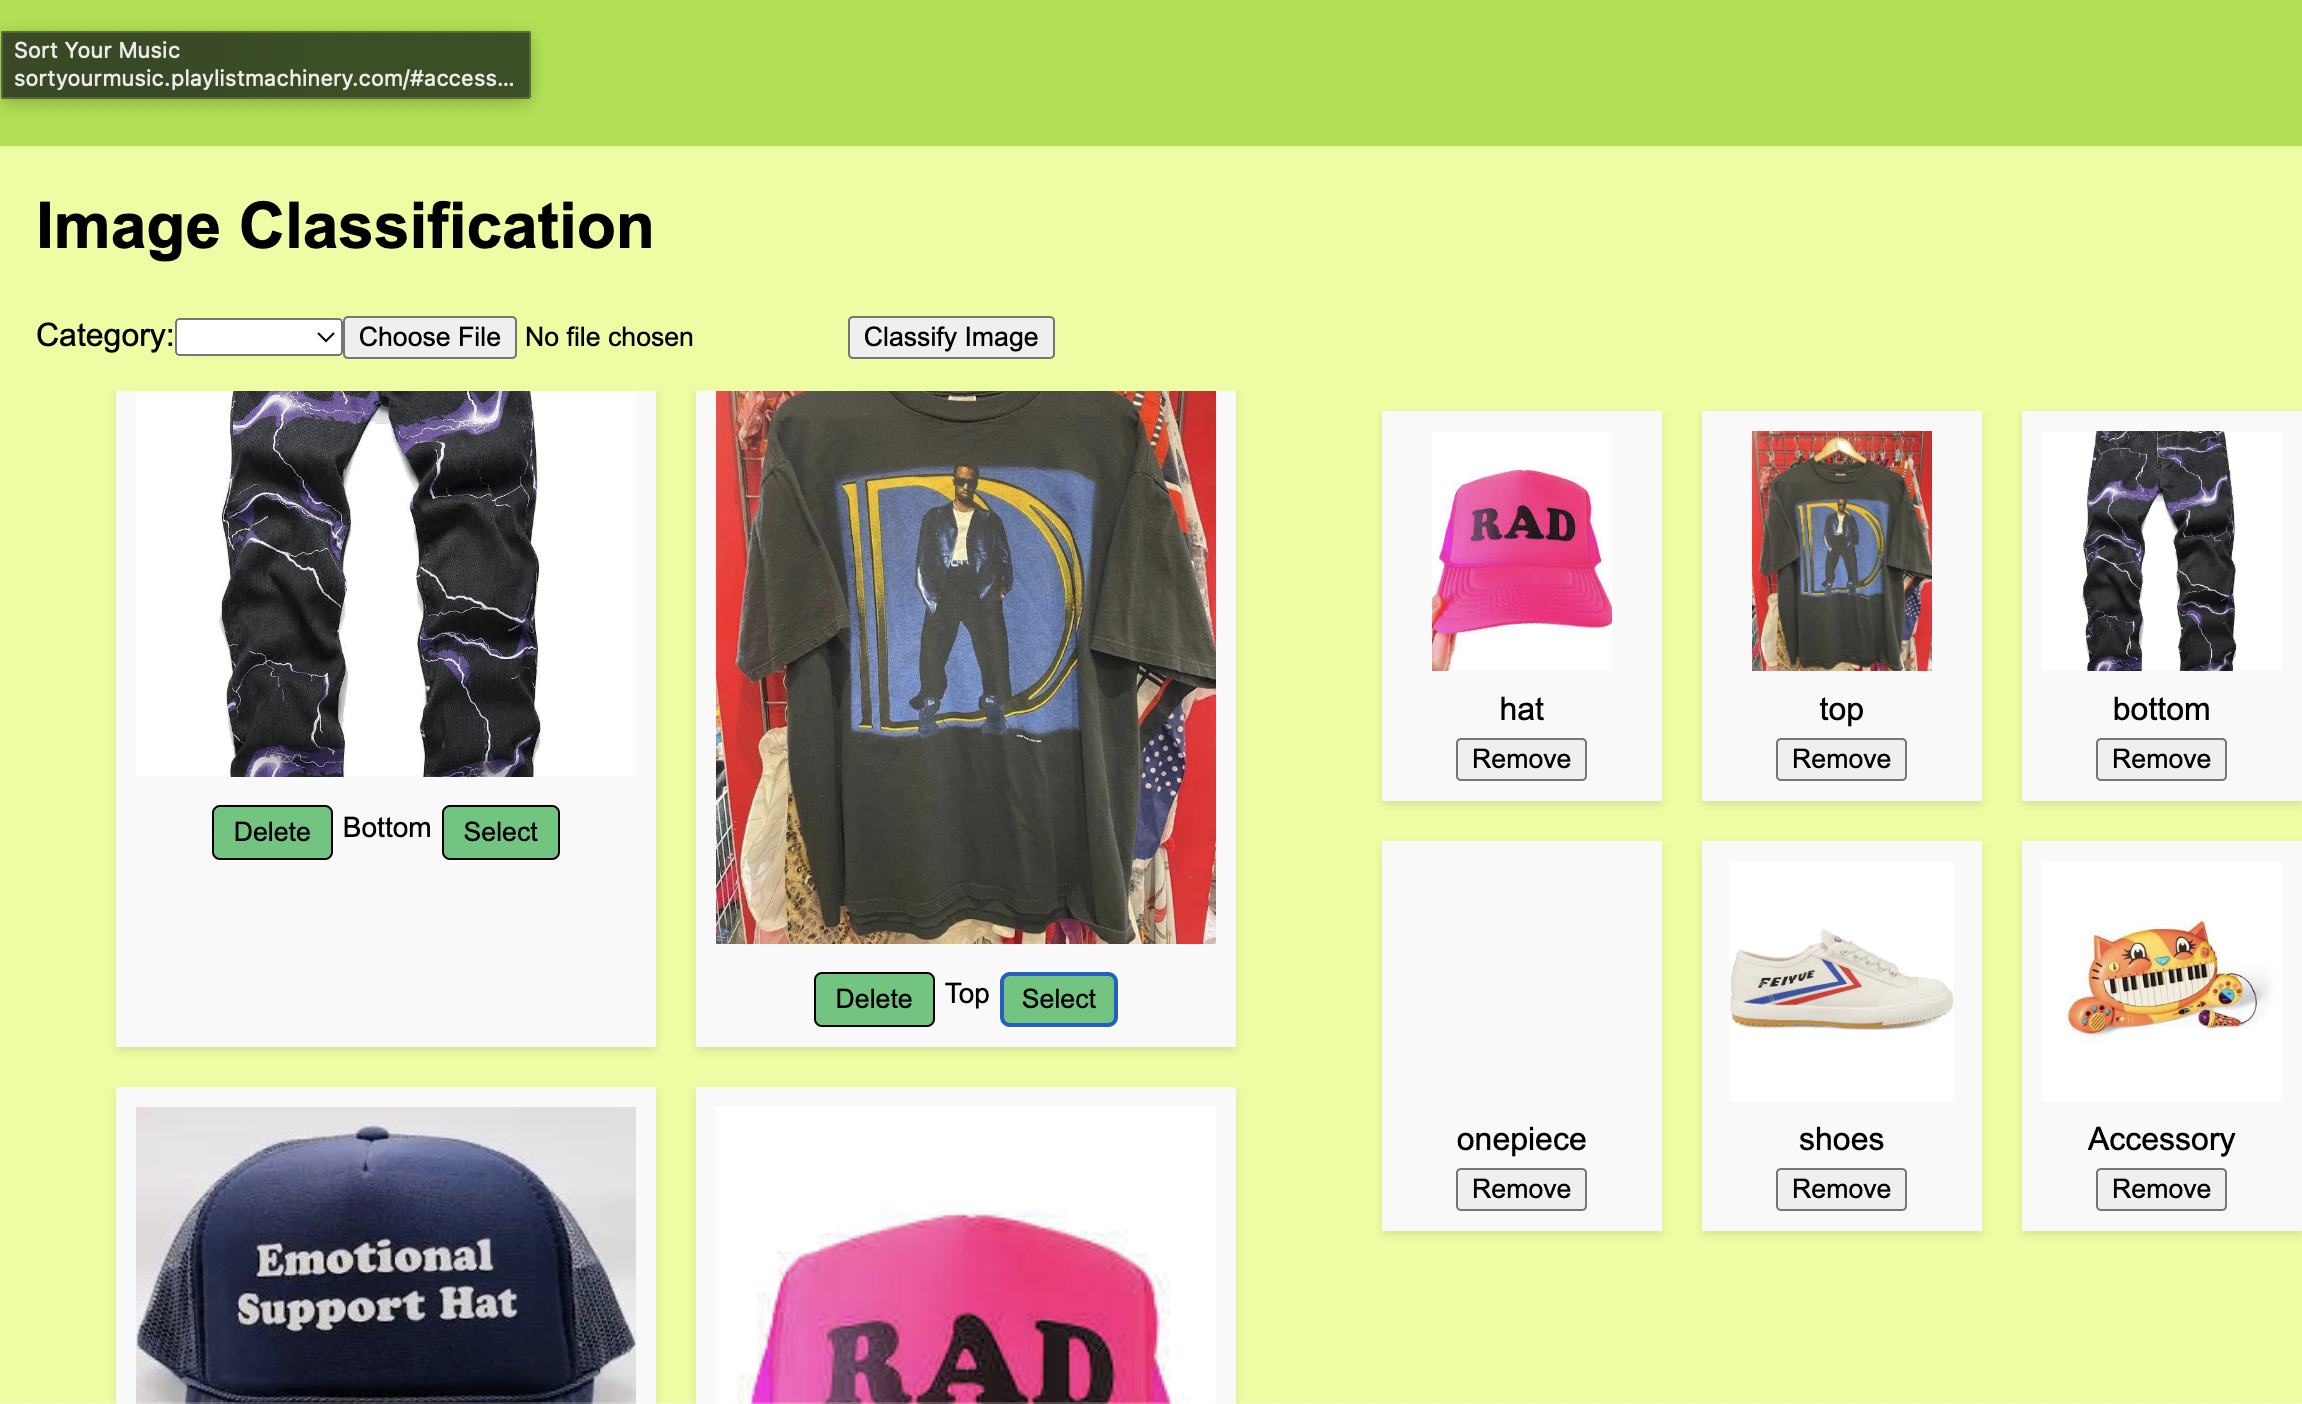 Sort Your Music
sortyourmusic.playlistmachinery.com/#access...
Image Classification
Category: Choose File No file chosen Classify Image
Delete Bottom Select
D
Delete Top Select
Emotional
Support Hat
RAD
RAD
hat
Remove
D
top
Remove
bottom
Remove
onepiece
Remove
FEIYUE
shoes
Remove
Accessory
Remove